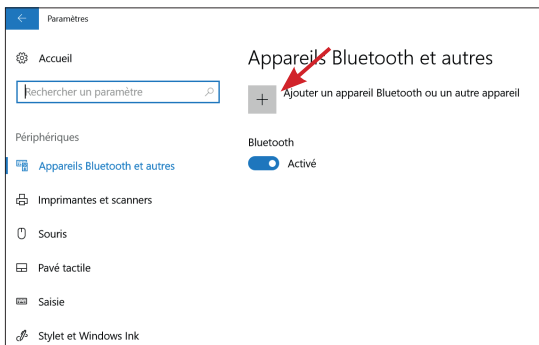 Paramètres
Accueil
Rechercher un paramètre
Périphériques
Appareils Bluetooth et autres
Imprimantes et scanners
Souris
Pavé tactile
Saisie
Stylet et Windows Ink
Appareils Bluetooth et autres
Ajouter un appareil Bluetooth ou un autre appareil
Bluetooth
Activé